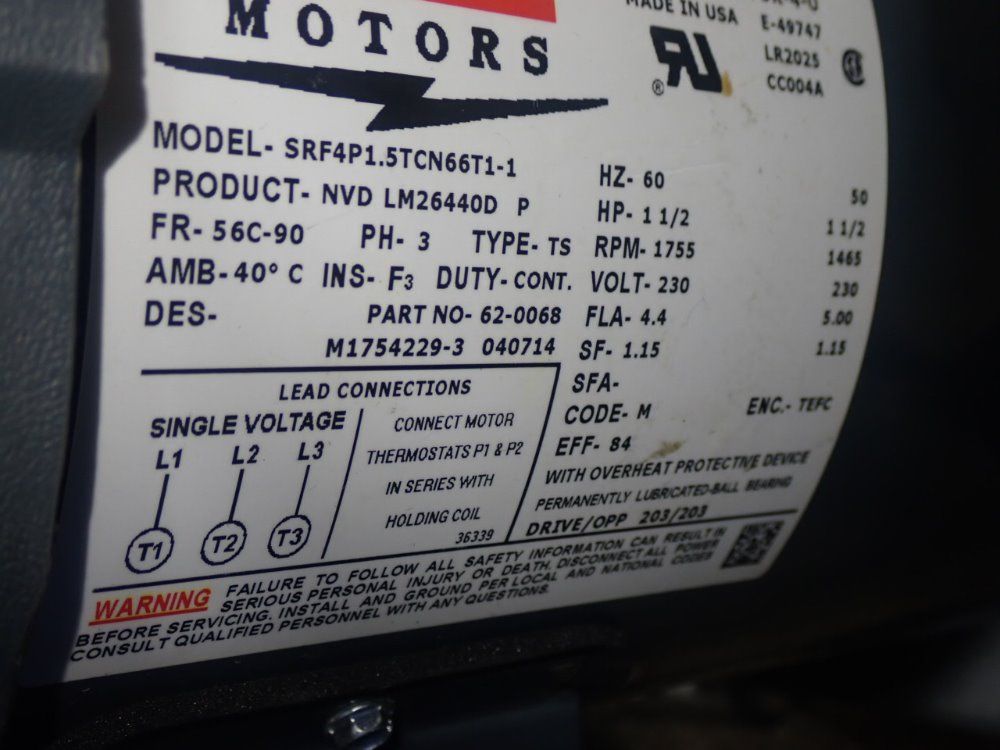 MOTORS
MADE IN USA
E-49747
LR2025
CC004A
®
MODEL- SRF4P1.5TCN66T1-1
PRODUCT- NVD LM26440D P
FR- 56C-90 PH- 3 TYPE- TS
AMB- 40° C INS- F3 DUTY- CONT.
DES- PART NO- 62-0068
M1754229-3 040714
HZ- 60 50
HP- 1 1/2 1 1/2
RPM- 1755 1465
VOLT- 230 230
FLA- 4.4 5.00
SF- 1.15 1.15
SFA-
CODE- M ENC.- TEFC
EFF- 84
WITH OVERHEAT PROTECTIVE DEVICE
PERMANENTLY LUBRICATED-BALL BEARING
DRIVE/OPP 203/203
LEAD CONNECTIONS
SINGLE VOLTAGE
L1 L2 L3
T1 T2 T3
CONNECT MOTOR
THERMOSTATS P1 & P2
IN SERIES WITH
HOLDING COIL
36339
WARNING FAILURE TO FOLLOW ALL SAFETY INFORMATION CAN RESULT IN
SERIOUS PERSONAL INJURY OR DEATH. DISCONNECT ALL POWER
BEFORE SERVICING. INSTALL AND GROUND PER LOCAL AND NATIONAL CODES
CONSULT QUALIFIED PERSONNEL WITH ANY QUESTIONS.